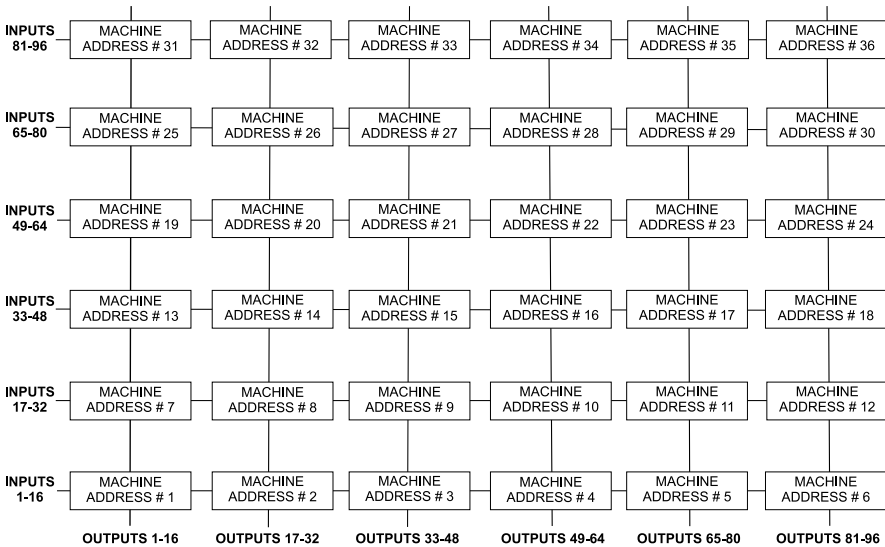 INPUTS 81-96
MACHINE ADDRESS # 31
MACHINE ADDRESS # 32
MACHINE ADDRESS # 33
MACHINE ADDRESS # 34
MACHINE ADDRESS # 35
MACHINE ADDRESS # 36
INPUTS 65-80
MACHINE ADDRESS # 25
MACHINE ADDRESS # 26
MACHINE ADDRESS # 27
MACHINE ADDRESS # 28
MACHINE ADDRESS # 29
MACHINE ADDRESS # 30
INPUTS 49-64
MACHINE ADDRESS # 19
MACHINE ADDRESS # 20
MACHINE ADDRESS # 21
MACHINE ADDRESS # 22
MACHINE ADDRESS # 23
MACHINE ADDRESS # 24
INPUTS 33-48
MACHINE ADDRESS # 13
MACHINE ADDRESS # 14
MACHINE ADDRESS # 15
MACHINE ADDRESS # 16
MACHINE ADDRESS # 17
MACHINE ADDRESS # 18
INPUTS 17-32
MACHINE ADDRESS # 7
MACHINE ADDRESS # 8
MACHINE ADDRESS # 9
MACHINE ADDRESS # 10
MACHINE ADDRESS # 11
MACHINE ADDRESS # 12
INPUTS 1-16
MACHINE ADDRESS # 1
MACHINE ADDRESS # 2
MACHINE ADDRESS # 3
MACHINE ADDRESS # 4
MACHINE ADDRESS # 5
MACHINE ADDRESS # 6
OUTPUTS 1-16
OUTPUTS 17-32
OUTPUTS 33-48
OUTPUTS 49-64
OUTPUTS 65-80
OUTPUTS 81-96